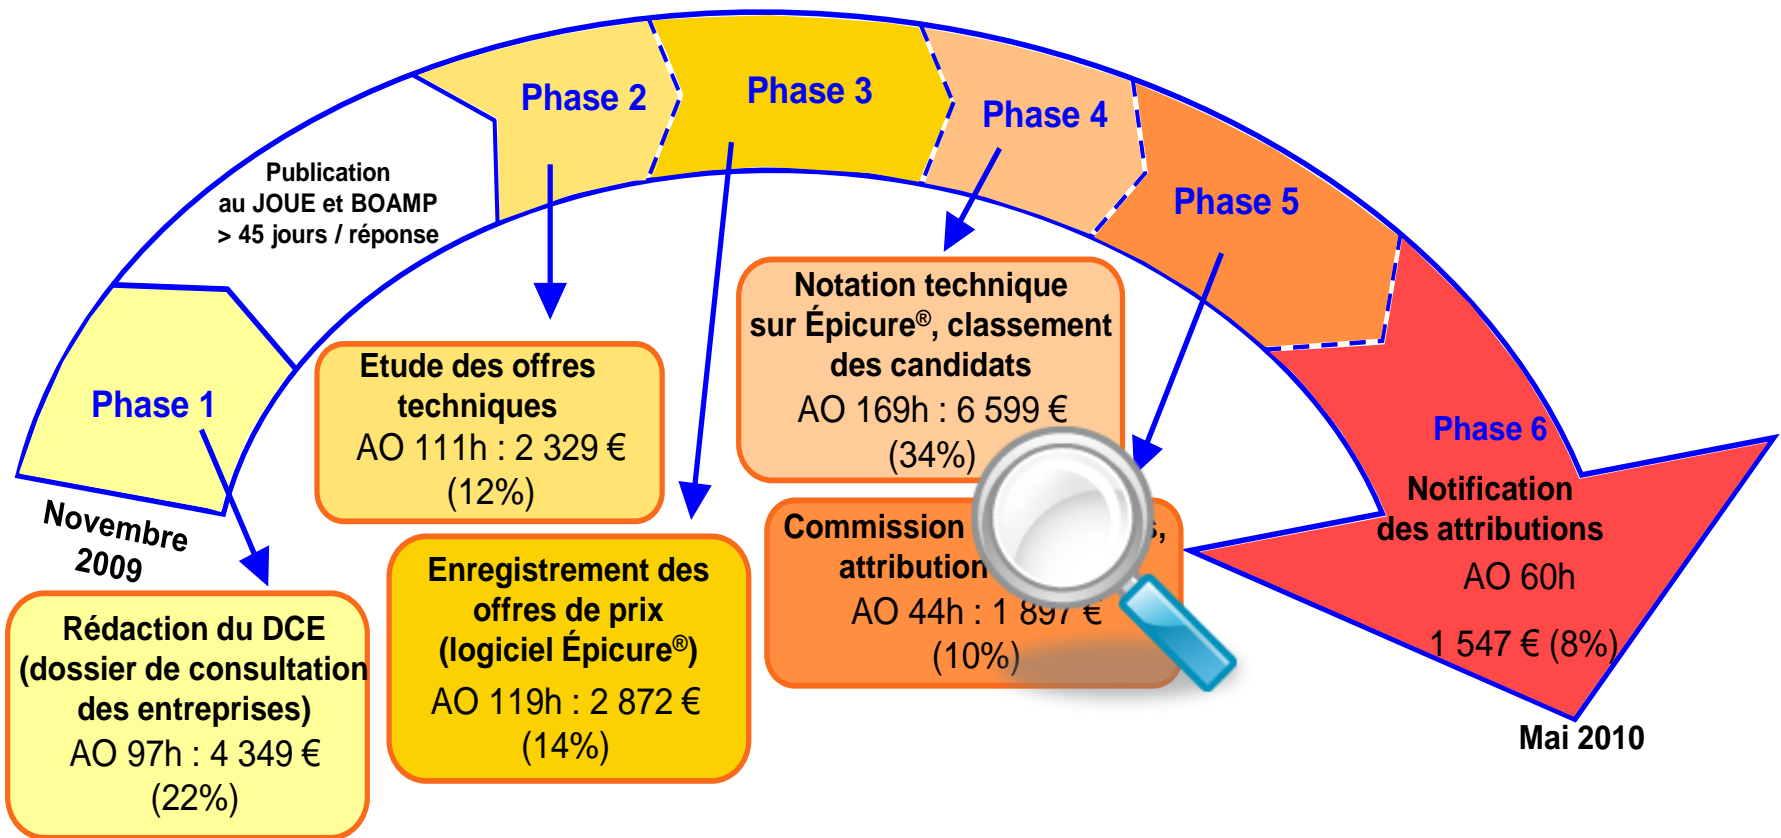 Phase 1
Publication
au JOUE et BOAMP
> 45 jours / réponse
Phase 2
Phase 3
Phase 4
Phase 5
Phase 6
Notification
des attributions
AO 60h
1 547 € (8%)
Novembre
2009
Mai 2010
Rédaction du DCE
(dossier de consultation
des entreprises)
AO 97h : 4 349 €
(22%)
Etude des offres
techniques
AO 111h : 2 329 €
(12%)
Enregistrement des
offres de prix
(logiciel Épicure®)
AO 119h : 2 872 €
(14%)
Notation technique
sur Épicure®, classement
des candidats
AO 169h : 6 599 €
(34%)
Commission
attribution
AO 44h : 1 897 €
(10%)